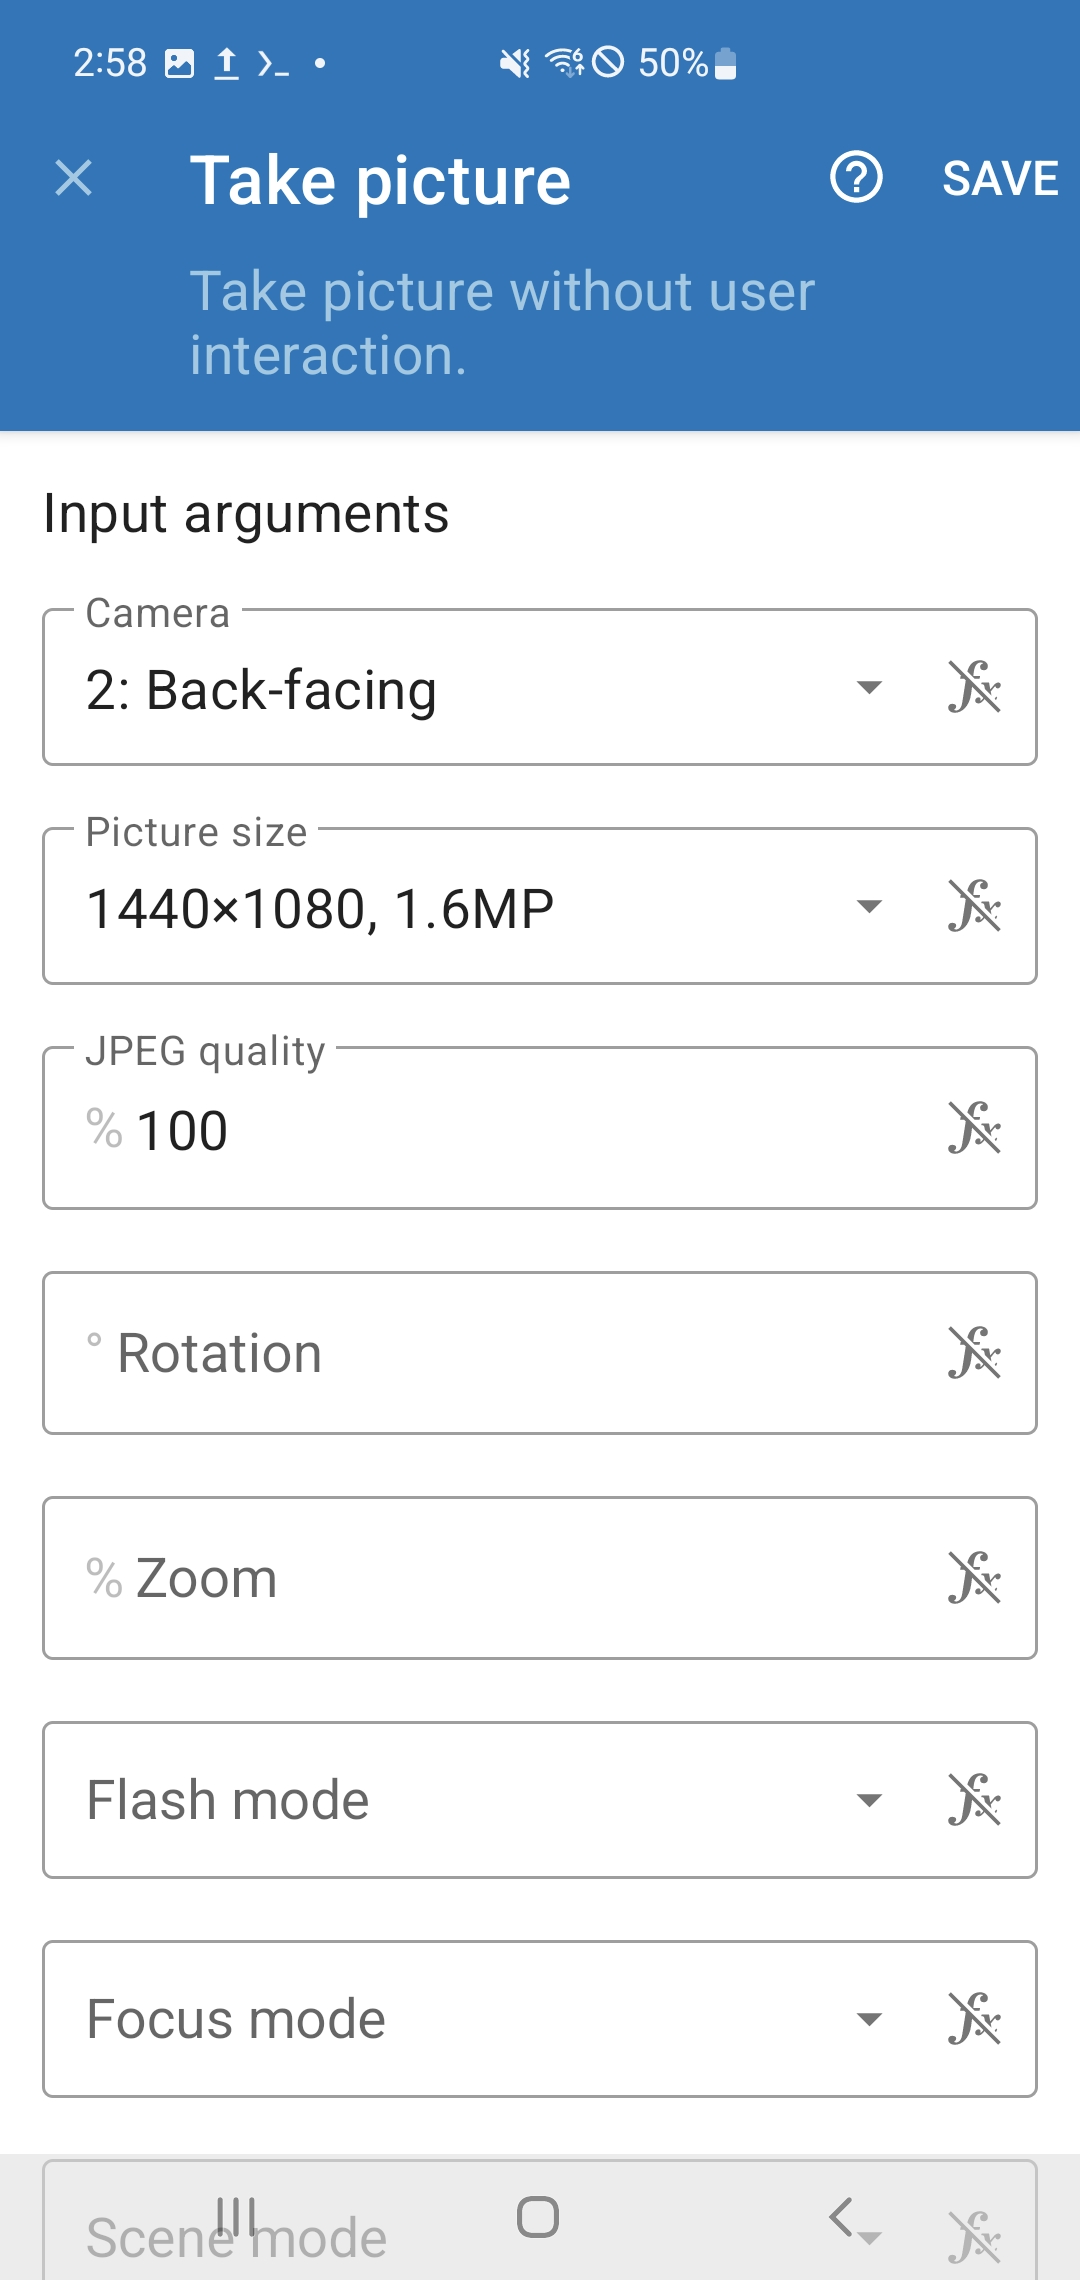 2:58 50%
Take picture SAVE
Take picture without user
interaction.
Input arguments
Camera
2: Back-facing
Picture size
1440×1080, 1.6MP
JPEG quality
% 100
° Rotation
% Zoom
Flash mode
Focus mode
Scene mode